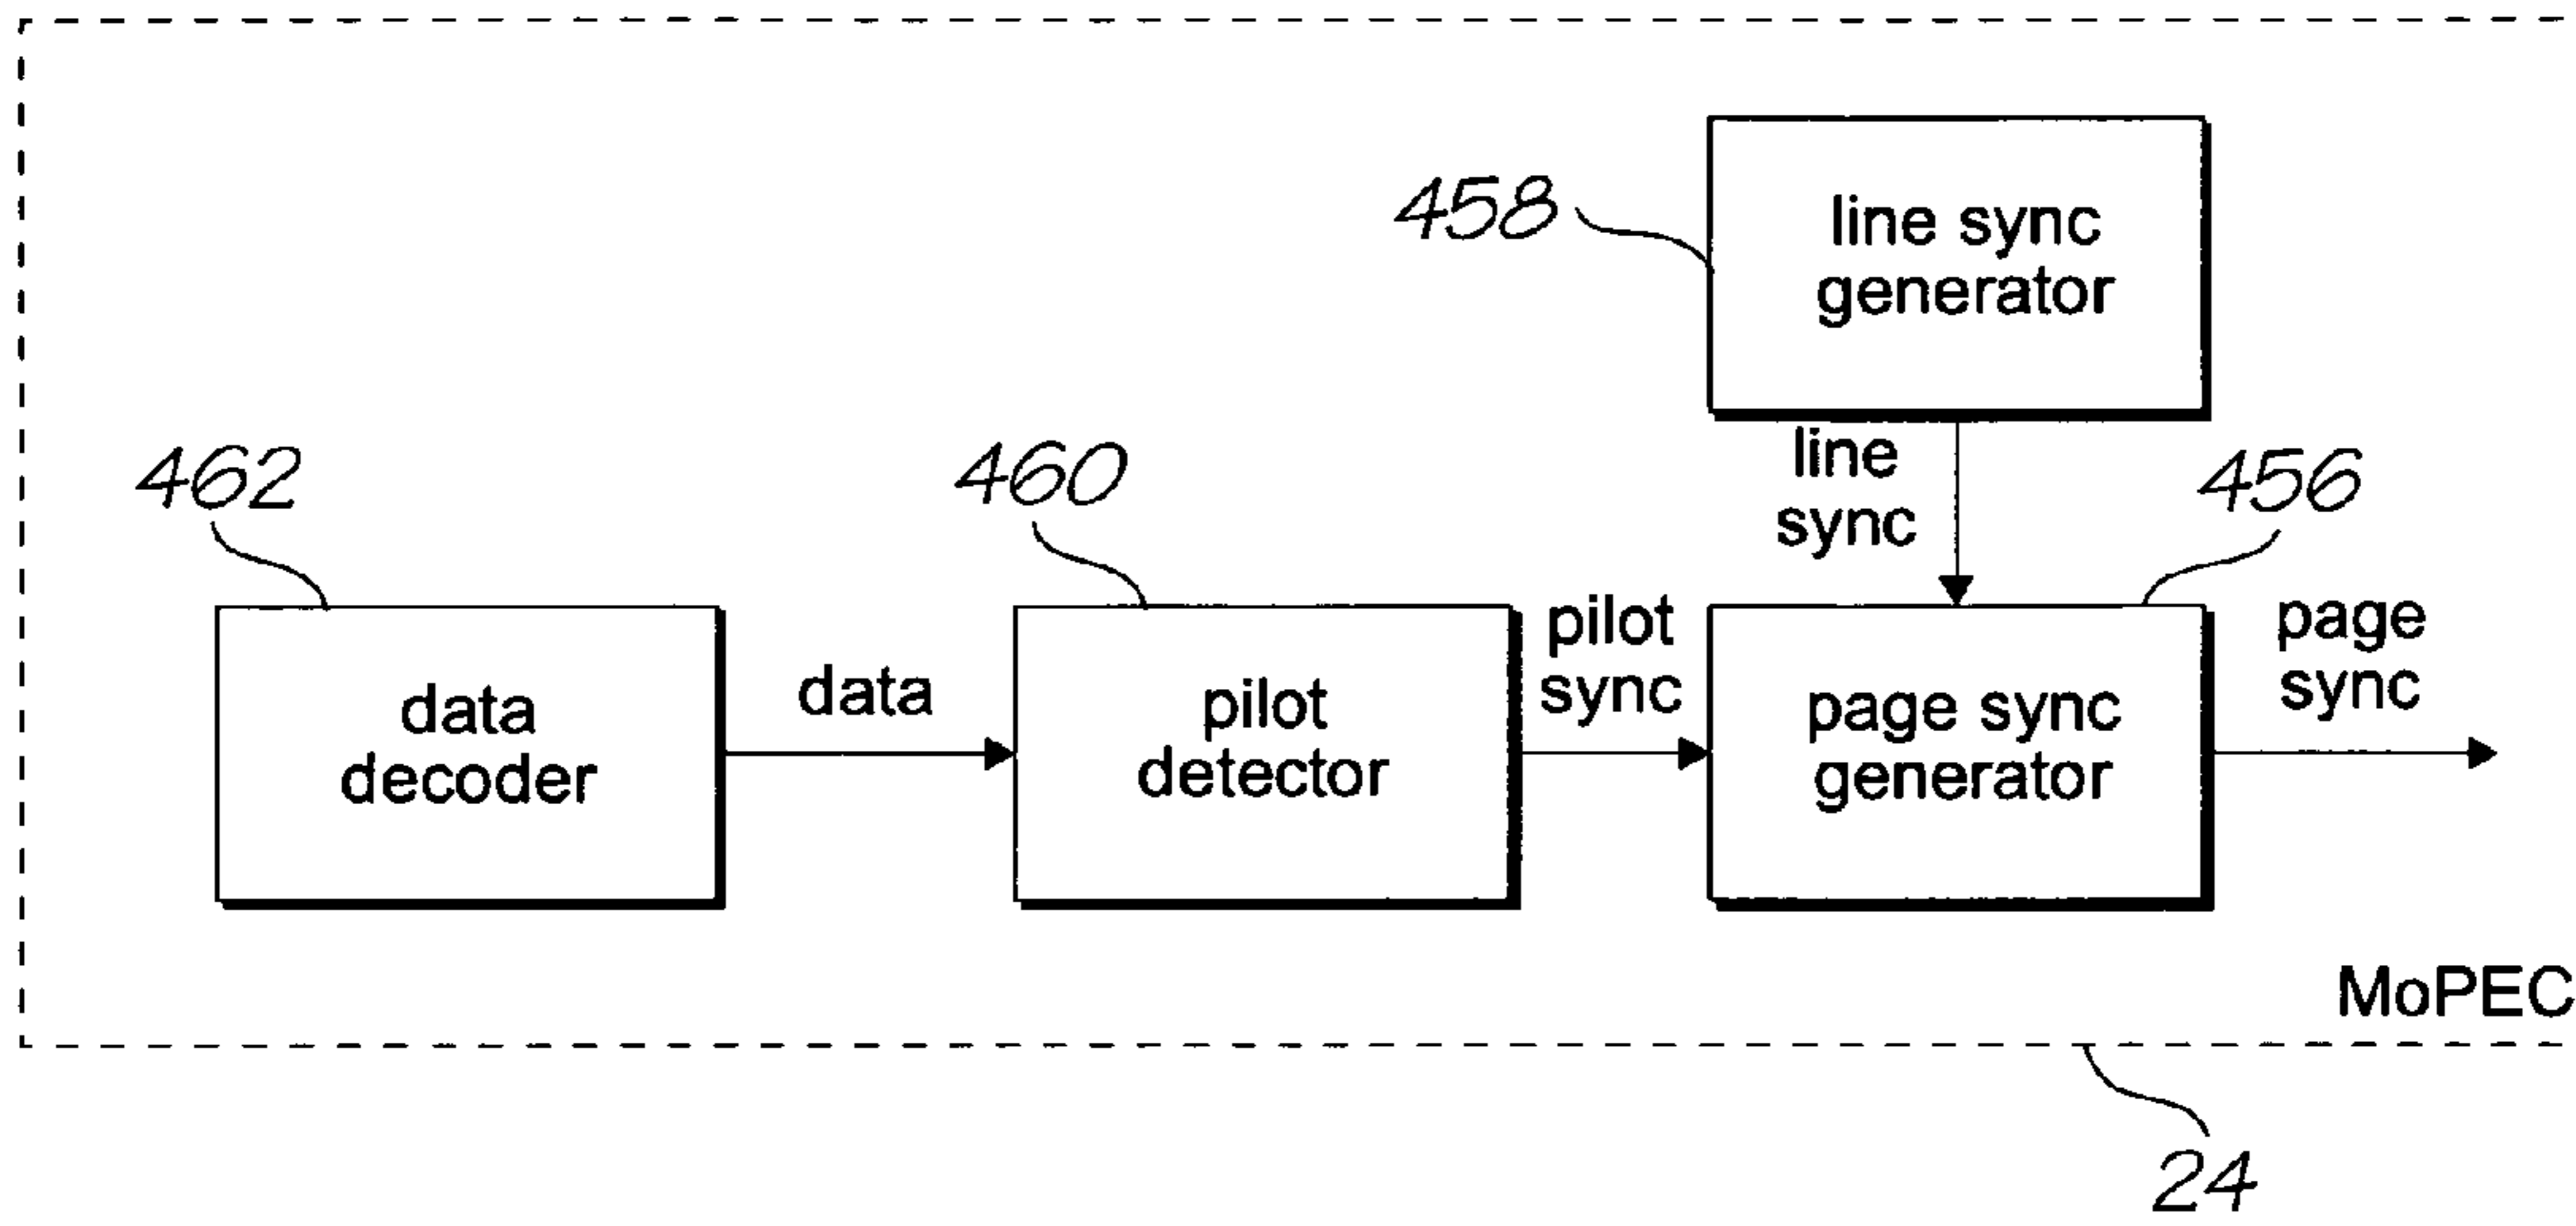 458
line sync
generator
line
sync
462
460
456
data
decoder
data
pilot
detector
pilot
sync
page sync
generator
page
sync
MoPEC
24